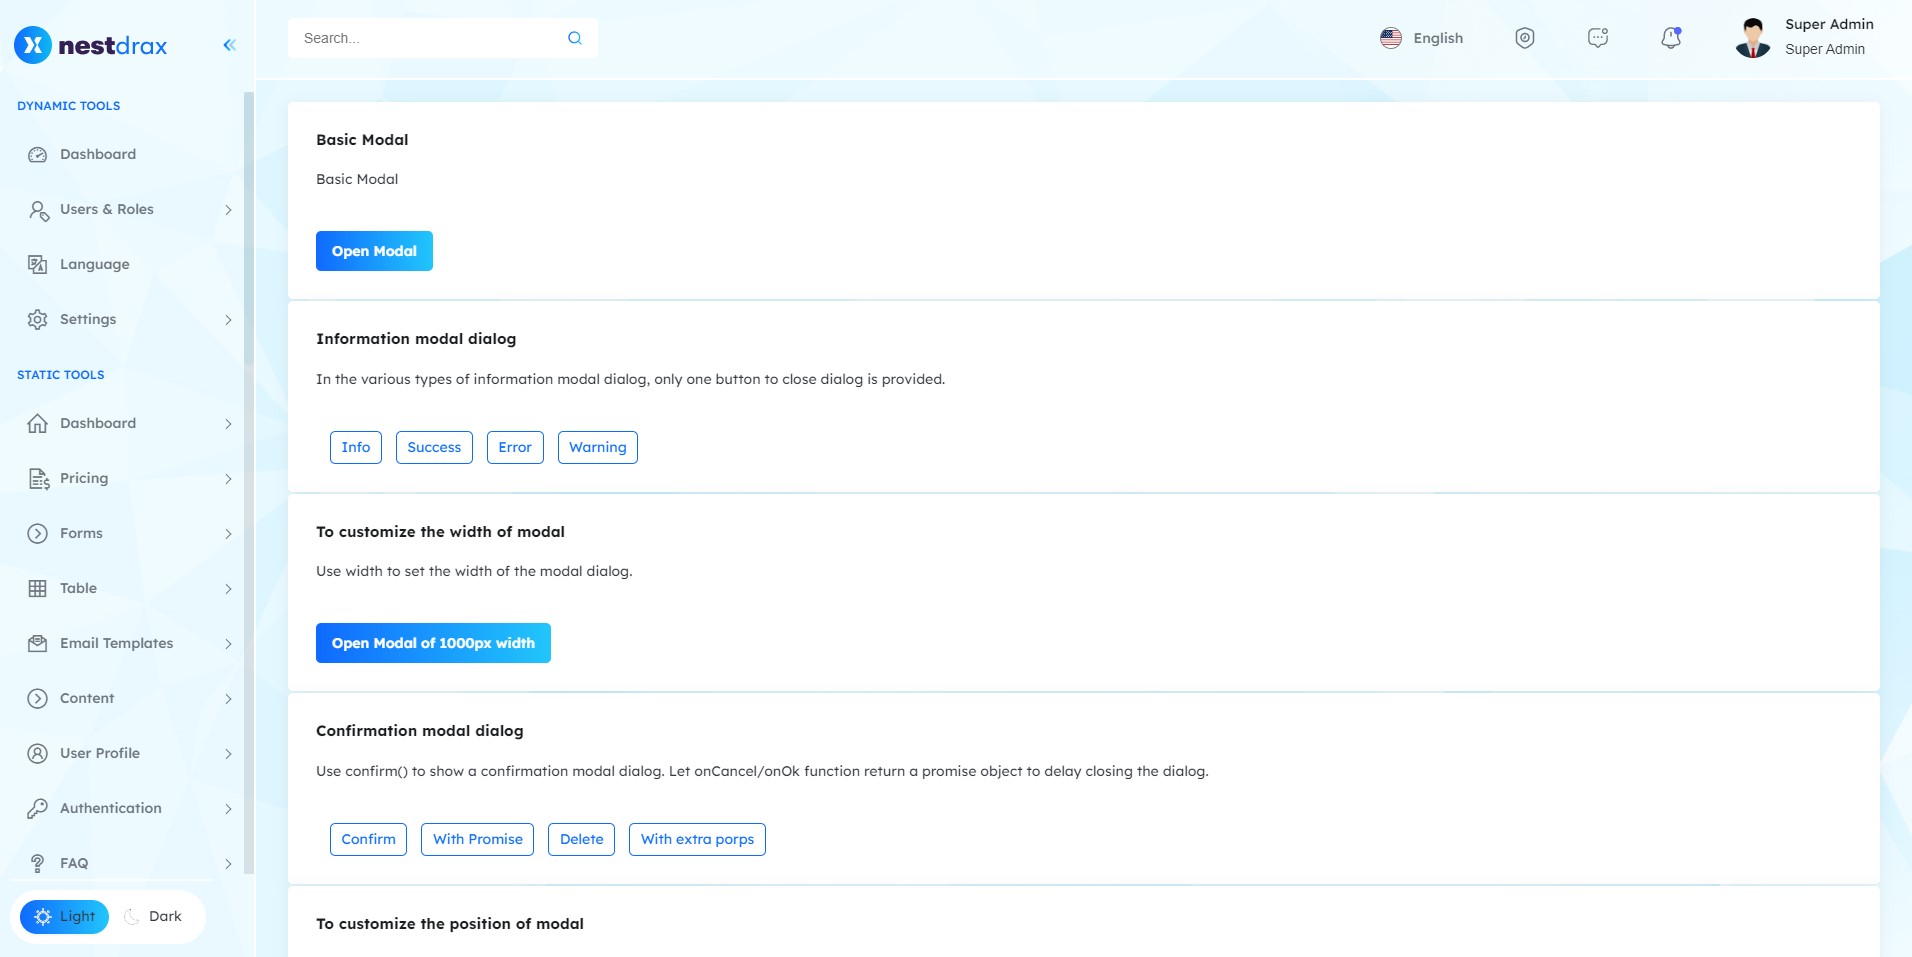 nestdrax
Search...
English
Super Admin
Super Admin
DYNAMIC TOOLS
Dashboard
Users & Roles
Language
Settings
STATIC TOOLS
Dashboard
Pricing
Forms
Table
Email Templates
Content
User Profile
Authentication
FAQ
Light
Dark
Basic Modal
Basic Modal
Open Modal
Information modal dialog
In the various types of information modal dialog, only one button to close dialog is provided.
Info
Success
Error
Warning
To customize the width of modal
Use width to set the width of the modal dialog.
Open Modal of 1000px width
Confirmation modal dialog
Use confirm() to show a confirmation modal dialog. Let onCancel/onOk function return a promise object to delay closing the dialog.
Confirm
With Promise
Delete
With extra porps
To customize the position of modal